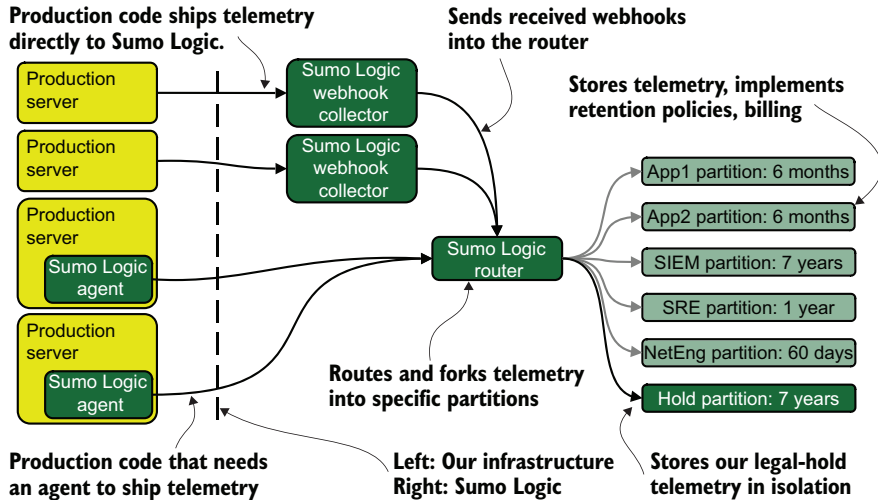 Production code ships telemetry
directly to Sumo Logic.
Sends received webhooks
into the router
Production
server
Sumo Logic
webhook
collector
Stores telemetry, implements
retention policies, billing
Production
server
Sumo Logic
webhook
collector
App1 partition: 6 months
Production
server
App2 partition: 6 months
Sumo Logic
agent
Sumo Logic
router
SIEM partition: 7 years
SRE partition: 1 year
Production
server
NetEng partition: 60 days
Sumo Logic
agent
Routes and forks telemetry
into specific partitions
Hold partition: 7 years
Production code that needs
an agent to ship telemetry
Left: Our infrastructure
Right: Sumo Logic
Stores our legal-hold
telemetry in isolation